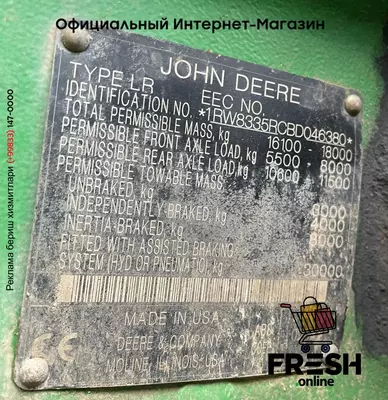 Официальный Интернет-Магазин
Реклама бериш хизматлари (+99833) 147-0000
JOHN DEERE
TYPE LR
EEC NO.
IDENTIFICATION NO. *1RW8335RCBD046380*
TOTAL PERMISSIBLE MASS, kg 16100 - 18000
PERMISSIBLE FRONT AXLE LOAD, kg 5500 - 8000
PERMISSIBLE REAR AXLE LOAD, kg 10600 - 11500
PERMISSIBLE TOWABLE MASS,
UNBRAKED, kg
INDEPENDENTLY BRAKED, kg
INERTIA-BRAKED, kg
FITTED WITH ASSISTED BRAKING
SYSTEM (HYD OR PNEUMATIC), kg 30000
MADE IN USA
DEERE & COMPANY
MOLINE, ILLINOIS-USA
CE
FRESH
online